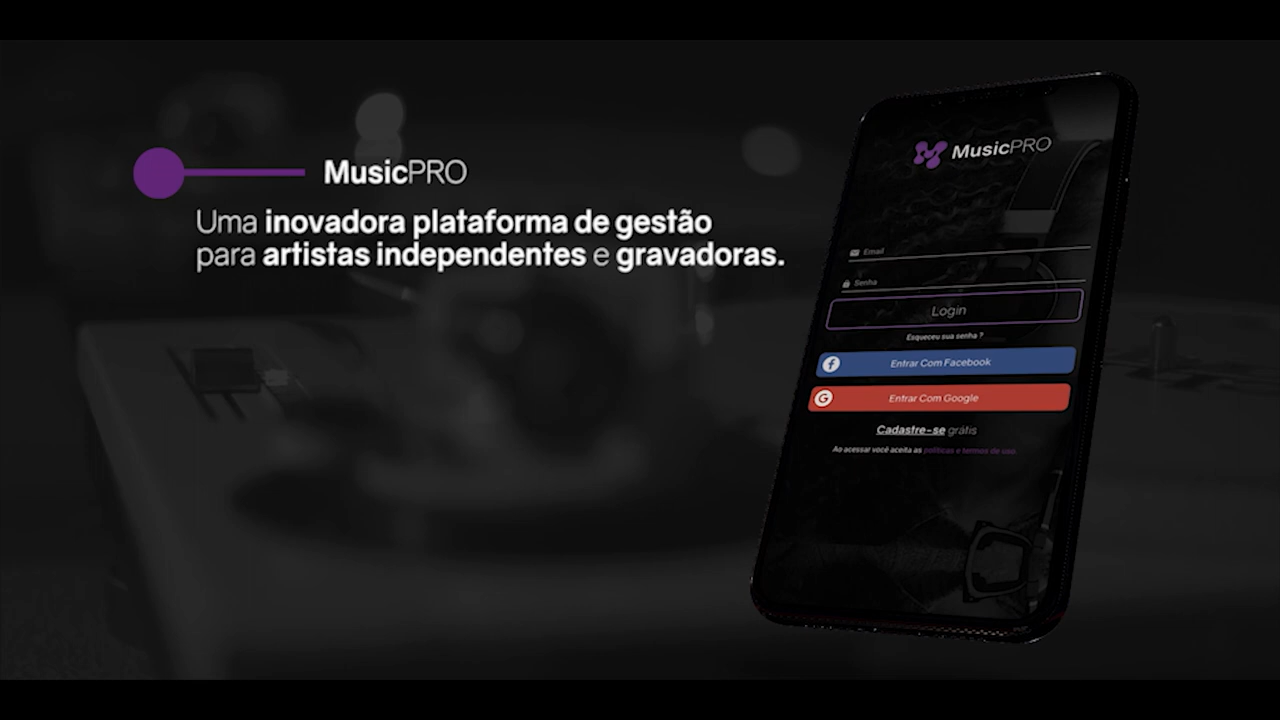 MusicPRO
Uma inovadora plataforma de gestão
para artistas independentes e gravadoras.
MusicPRO
Email
Senha
Login
Esqueceu sua senha ?
Entrar Com Facebook
Entrar Com Google
Cadastre-se grátis
Ao acessar você aceita as políticas e termos de uso.